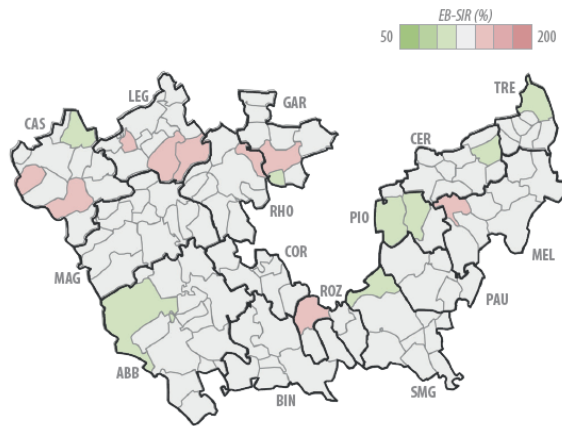 EB-SIR (%)
50 200
TRE
LEG
GAR
CAS
CER
RHO
PIO
COR
MEL
MAG
ROZ
PAU
ABB
SMG
BIN